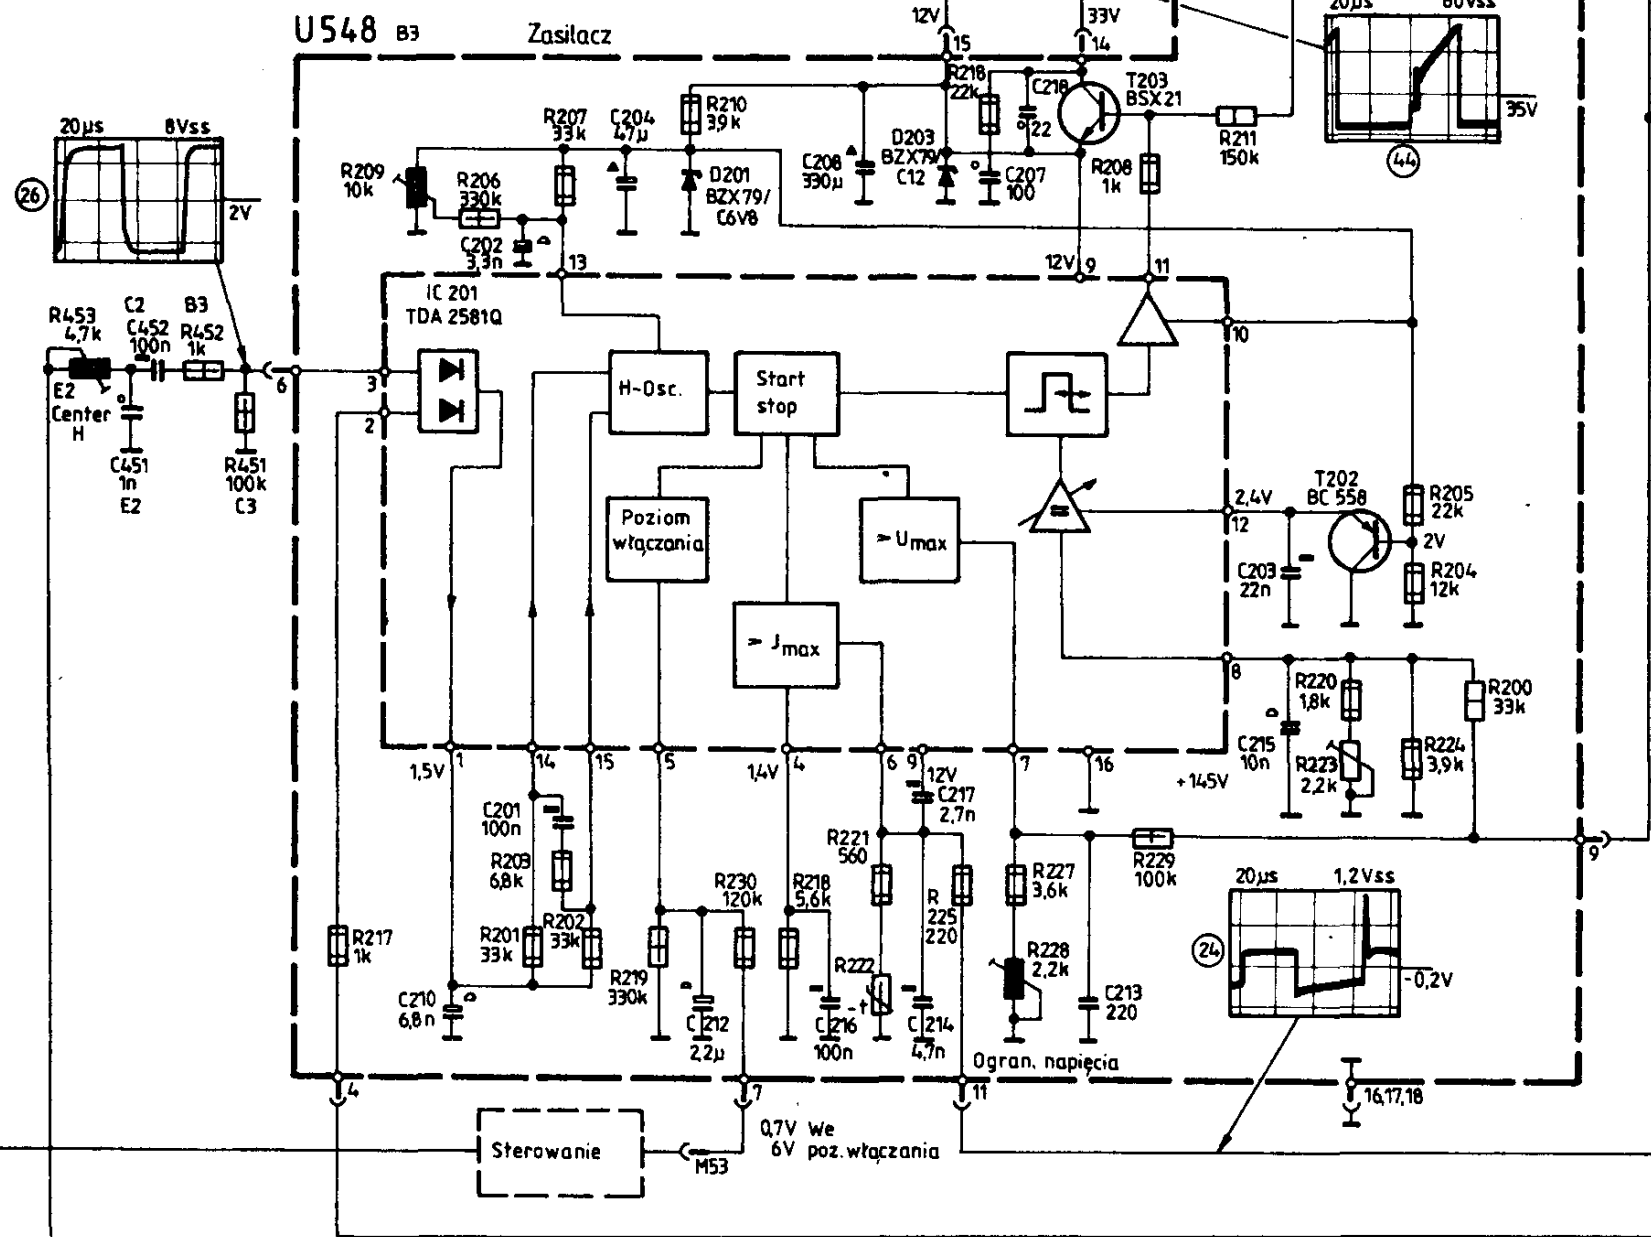 20µs 60Vss
12V
33V
U548 B3 Zasilacz
15
14
R218
22k
C218
22
T203
BSX21
R210
3,9k
R207
33k
C204
47µ
35V
44
R211
150k
20µs 8Vss
26
2V
R209
10k
R206
330k
D201
BZX79/
C6V8
C208
330µ
D203
BZX79/
C12
C207
100
R208
1k
C202
3,3n
13
12V 9
11
IC 201
TDA 2581Q
10
R453
4,7k
C2
C452
100n
B3
R452
1k
6
3
2
E2
Center
H
C451
1n
E2
R451
100k
C3
H-Osc.
Start
stop
Poziom
włączania
> Umax
> Jmax
=
2,4V
12
T202
BC 558
R205
22k
2V
R204
12k
C203
22n
8
R220
1,8k
R200
33k
C215
10n
R223
2,2k
R224
3,9k
1,5V 1
14
15
5
1,4V 4
6
9
12V
7
16
+145V
C217
2,7n
C201
100n
R203
6,8k
R221
560
R229
100k
9
R227
3,6k
20µs 1,2Vss
24
-0,2V
R217
1k
R201
33k
R202
33k
R230
120k
R218
5,6k
R
225
220
R219
330k
R222
-t
R228
2,2k
C213
220
C210
6,8n
C212
2,2µ
C216
100n
C214
4,7n
Ogran. napięcia
4
7
11
16,17,18
Sterowanie
M53
0,7V We
6V poz. włączania